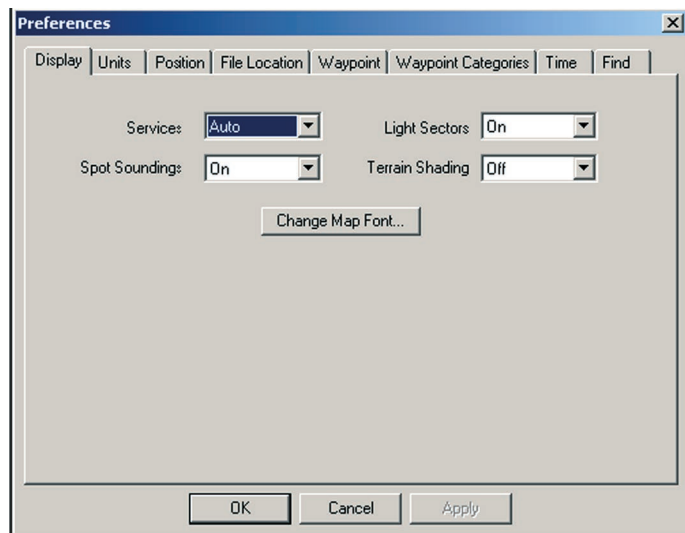 Preferences
Display Units Position File Location Waypoint Waypoint Categories Time Find
Services Auto Light Sectors On
Spot Soundings On Terrain Shading Off
Change Map Font...
OK Cancel Apply